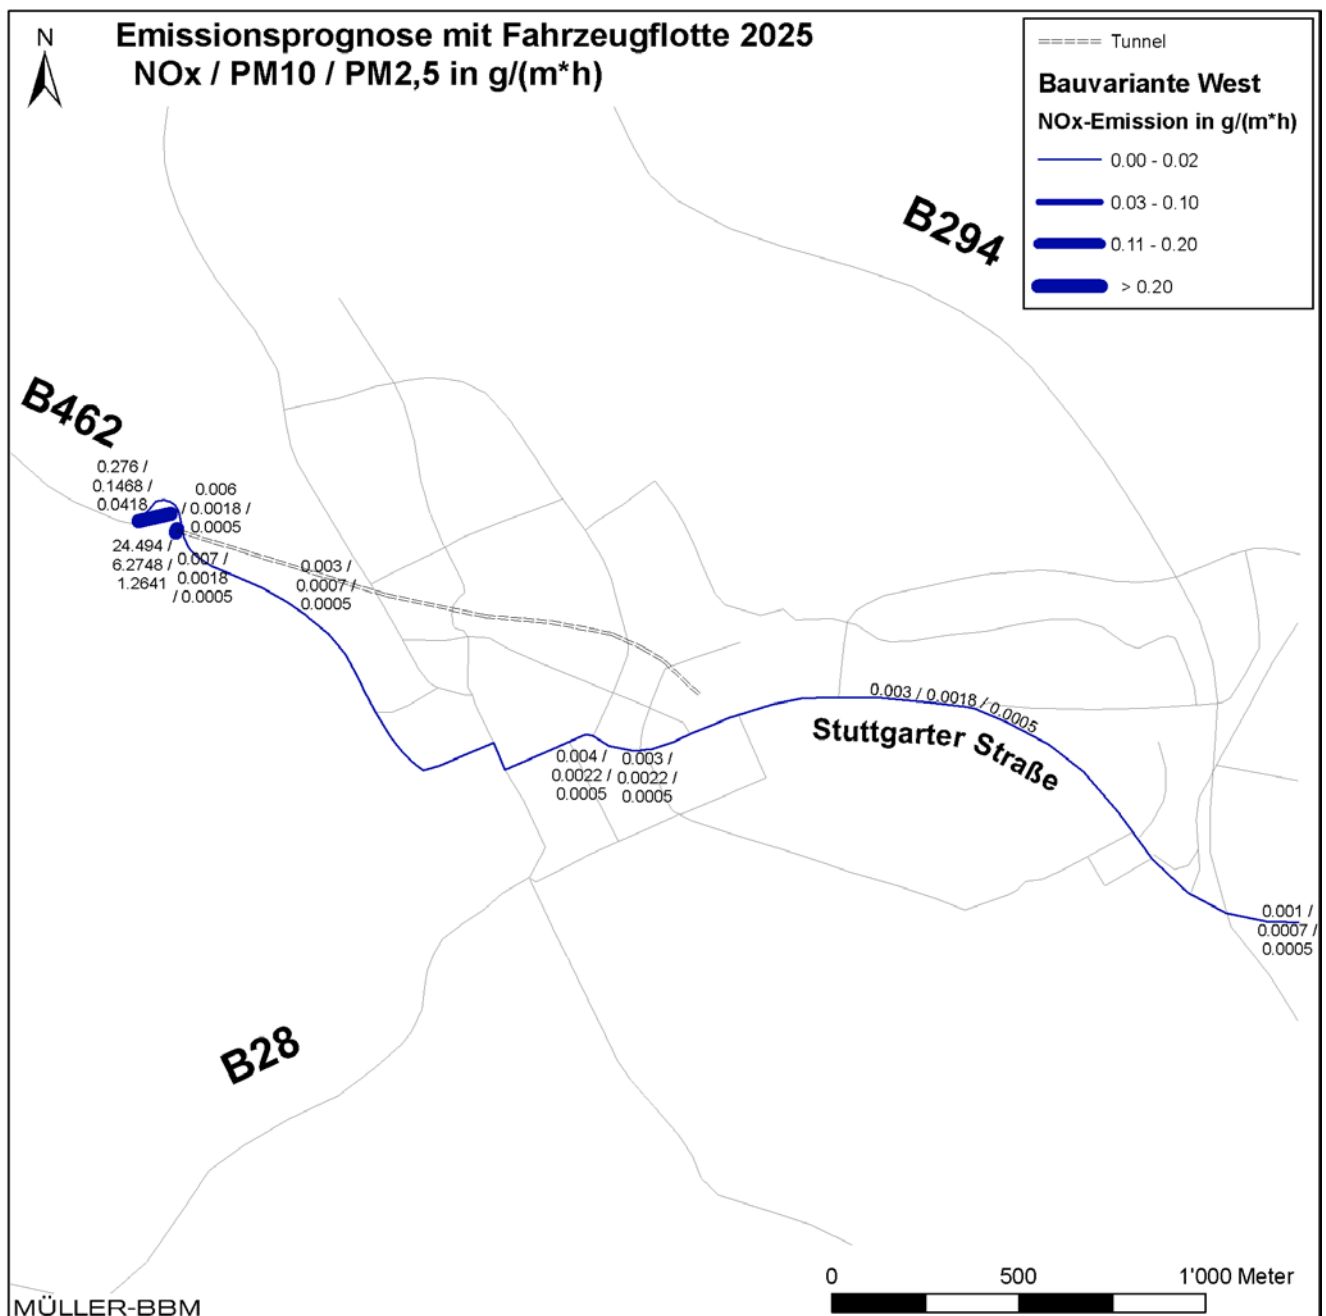 N
Emissionsprognose mit Fahrzeugflotte 2025
NOx / PM10 / PM2,5 in g/(m*h)
Tunnel
Bauvariante West
NOx-Emission in g/(m*h)
0.00 - 0.02
0.03 - 0.10
0.11 - 0.20
> 0.20
B294
B462
0.276 /
0.1468 /
0.0418
0.006
/ 0.0018 /
0.0005
24.494 /
6.2748 /
1.2641
0.007 /
0.0018
/ 0.0005
0.003 /
0.0007 /
0.0005
0.003 / 0.0018 / 0.0005
Stuttgarter Straße
0.004 /
0.0022 /
0.0005
0.003 /
0.0022 /
0.0005
0.001 /
0.0007 /
0.0005
B28
0 500 1'000 Meter
MÜLLER-BBM